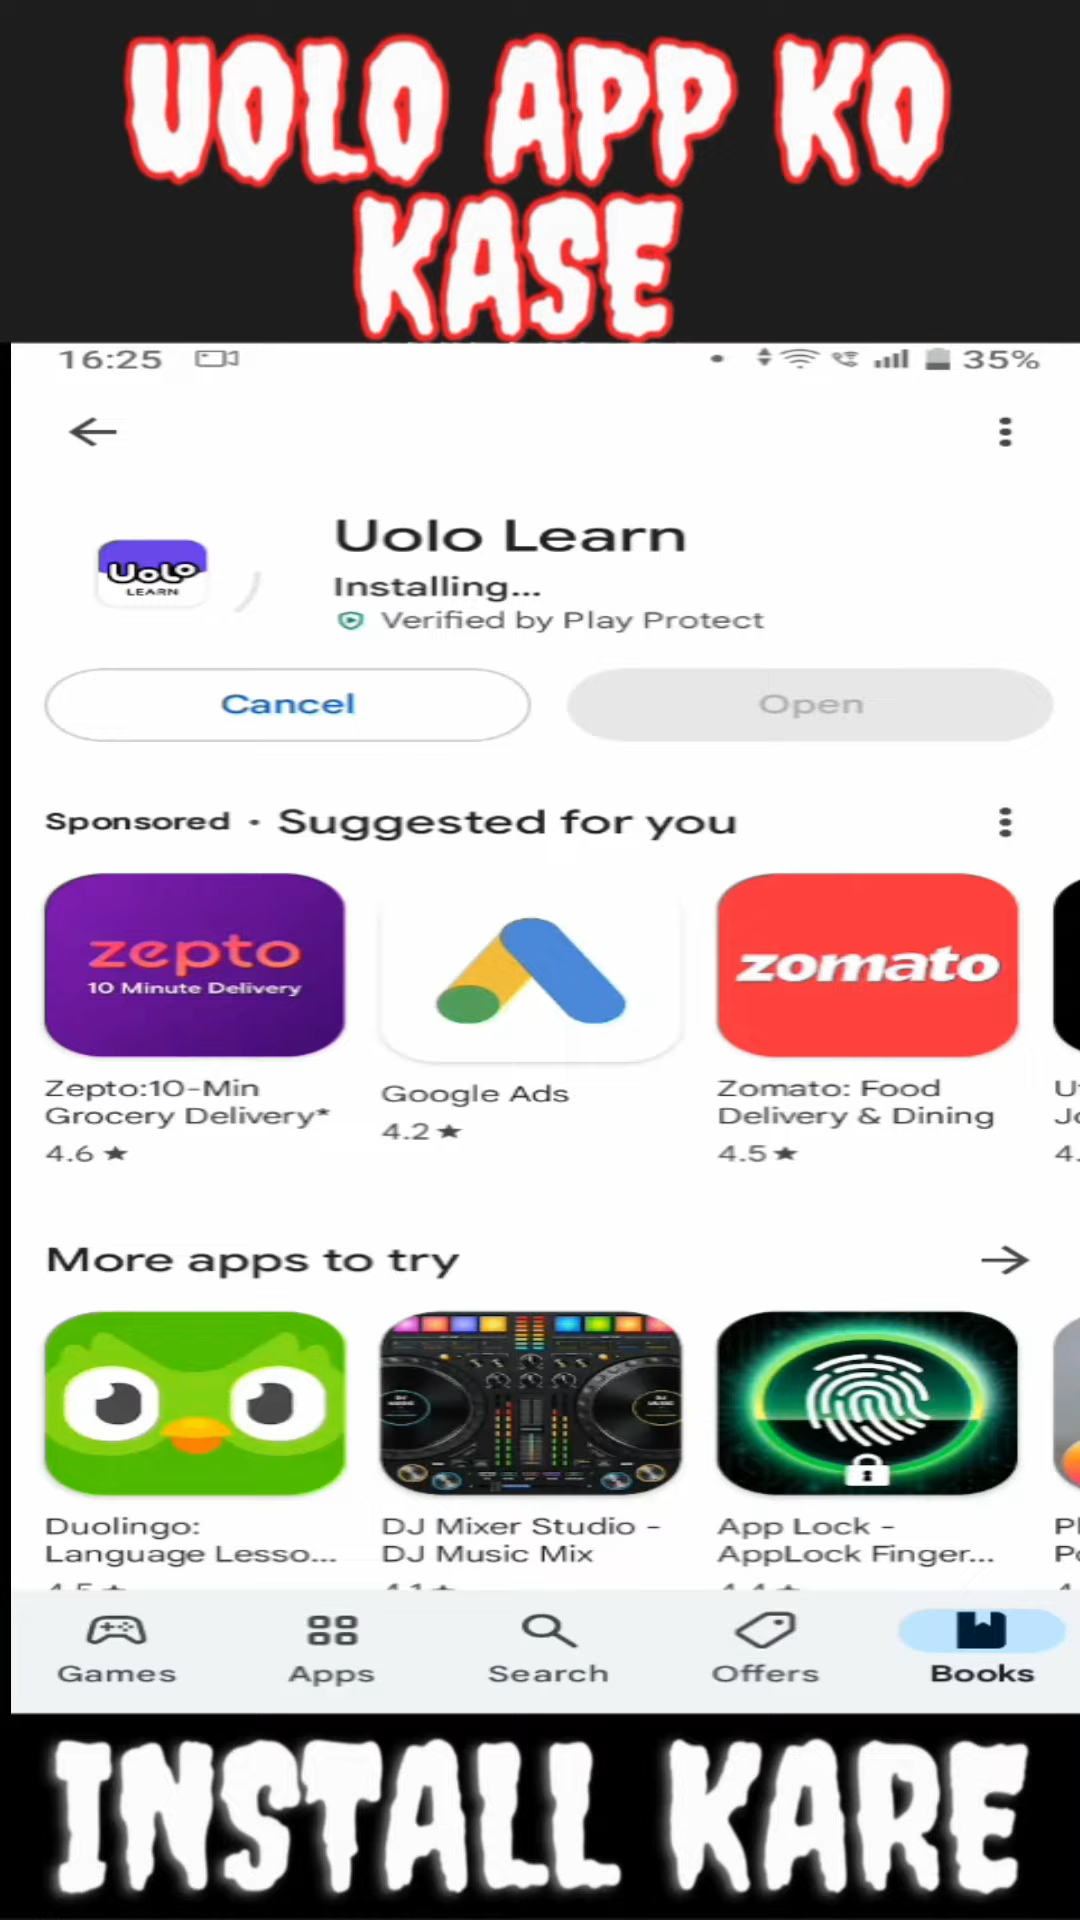 UOLO APP KO
KASE
16:25 35%
UOLO
LEARN
Uolo Learn
Installing...
Verified by Play Protect
Cancel Open
Sponsored • Suggested for you
zepto
10 Minute Delivery
zomato
Zepto:10-Min
Grocery Delivery*
4.6 ★
Google Ads
4.2 ★
Zomato: Food
Delivery & Dining
4.5 ★
4.
More apps to try
Duolingo:
Language Lesso...
DJ Mixer Studio -
DJ Music Mix
App Lock -
AppLock Finger...
Games Apps Search Offers Books
INSTALL KARE